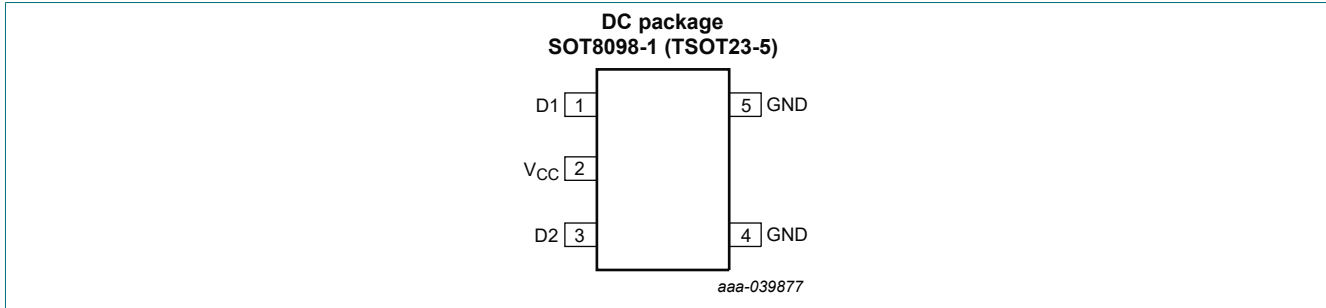 DC package
SOT8098-1 (TSOT23-5)
D1 1 5 GND
VCC 2
D2 3 4 GND
aaa-039877